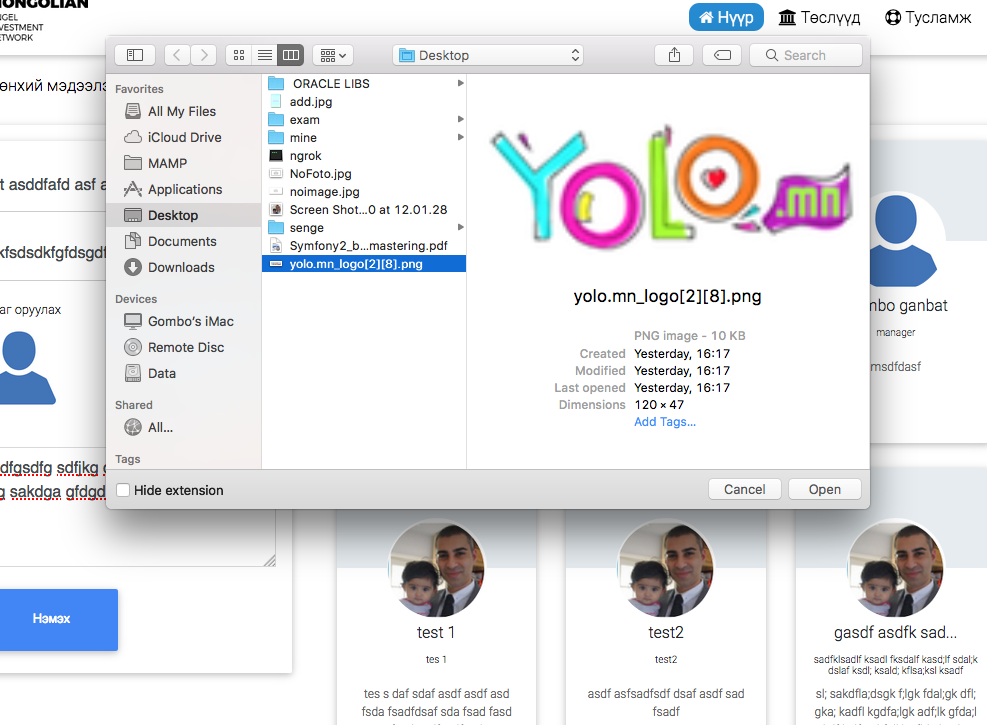 MONGOLIAN
ANGEL
INVESTMENT
NETWORK
Нүүр
Төслүүд
Тусламж
Desktop
Search
Favorites
All My Files
iCloud Drive
MAMP
Applications
Desktop
Documents
Downloads
Devices
Gombo's iMac
Remote Disc
Data
Shared
All...
Tags
ORACLE LIBS
add.jpg
exam
mine
ngrok
NoFoto.jpg
noimage.jpg
Screen Shot...0 at 12.01.28
senge
Symfony2_b...mastering.pdf
yolo.mn_logo[2][8].png
YOLO.mn
yolo.mn_logo[2][8].png
PNG image - 10 KB
Created Yesterday, 16:17
Modified Yesterday, 16:17
Last opened Yesterday, 16:17
Dimensions 120 × 47
Add Tags...
Hide extension
Cancel
Open
өнхий мэдээлэ
t asddfafd asf a
kfsdsdkfgfdsgdf
аг оруулах
dfgsdfg sdfjkg
g sakdga gfdgd
Нэмэх
mbo ganbat
manager
msdfdasf
test 1
tes 1
tes s daf sdaf asdf asdf asd
fsda fsadfdsaf sda fsad fasd
test2
test2
asdf asfsadfsdf dsaf asdf sad
fsadf
gasdf asdfk sad...
sadfklsadlf ksadl fksdalf kasd;lf sdal;k
dslaf ksdl; ksald; kflsa;ksl ksadf
sl; sakdfla;dsgk f;lgk fdal;gk dfl;
gka; kadfl kgdfa;lgk adf;lk gfda;l